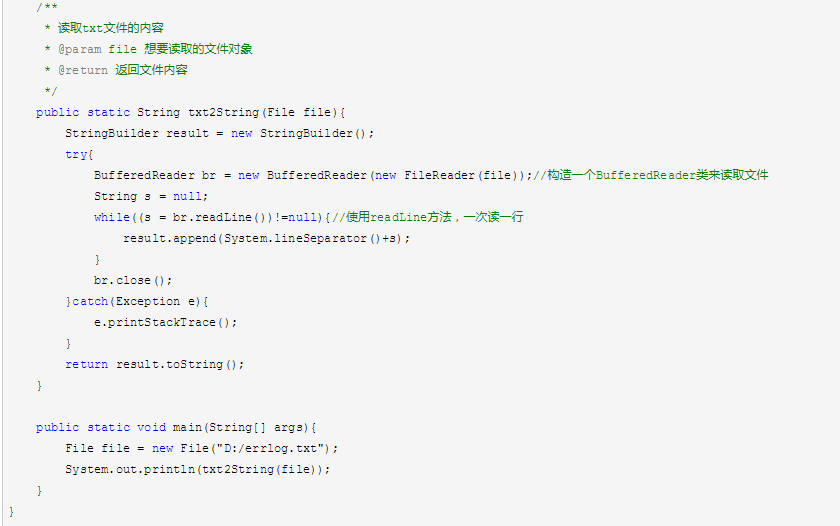 /**
 * 读取txt文件的内容
 * @param file 想要读取的文件对象
 * @return 返回文件内容
 */
public static String txt2String(File file){
    StringBuilder result = new StringBuilder();
    try{
        BufferedReader br = new BufferedReader(new FileReader(file));//构造一个BufferedReader类来读取文件
        String s = null;
        while((s = br.readLine())!=null){//使用readLine方法，一次读一行
            result.append(System.lineSeparator()+s);
        }
        br.close();
    }catch(Exception e){
        e.printStackTrace();
    }
    return result.toString();
}

public static void main(String[] args){
    File file = new File("D:/errlog.txt");
    System.out.println(txt2String(file));
}
}